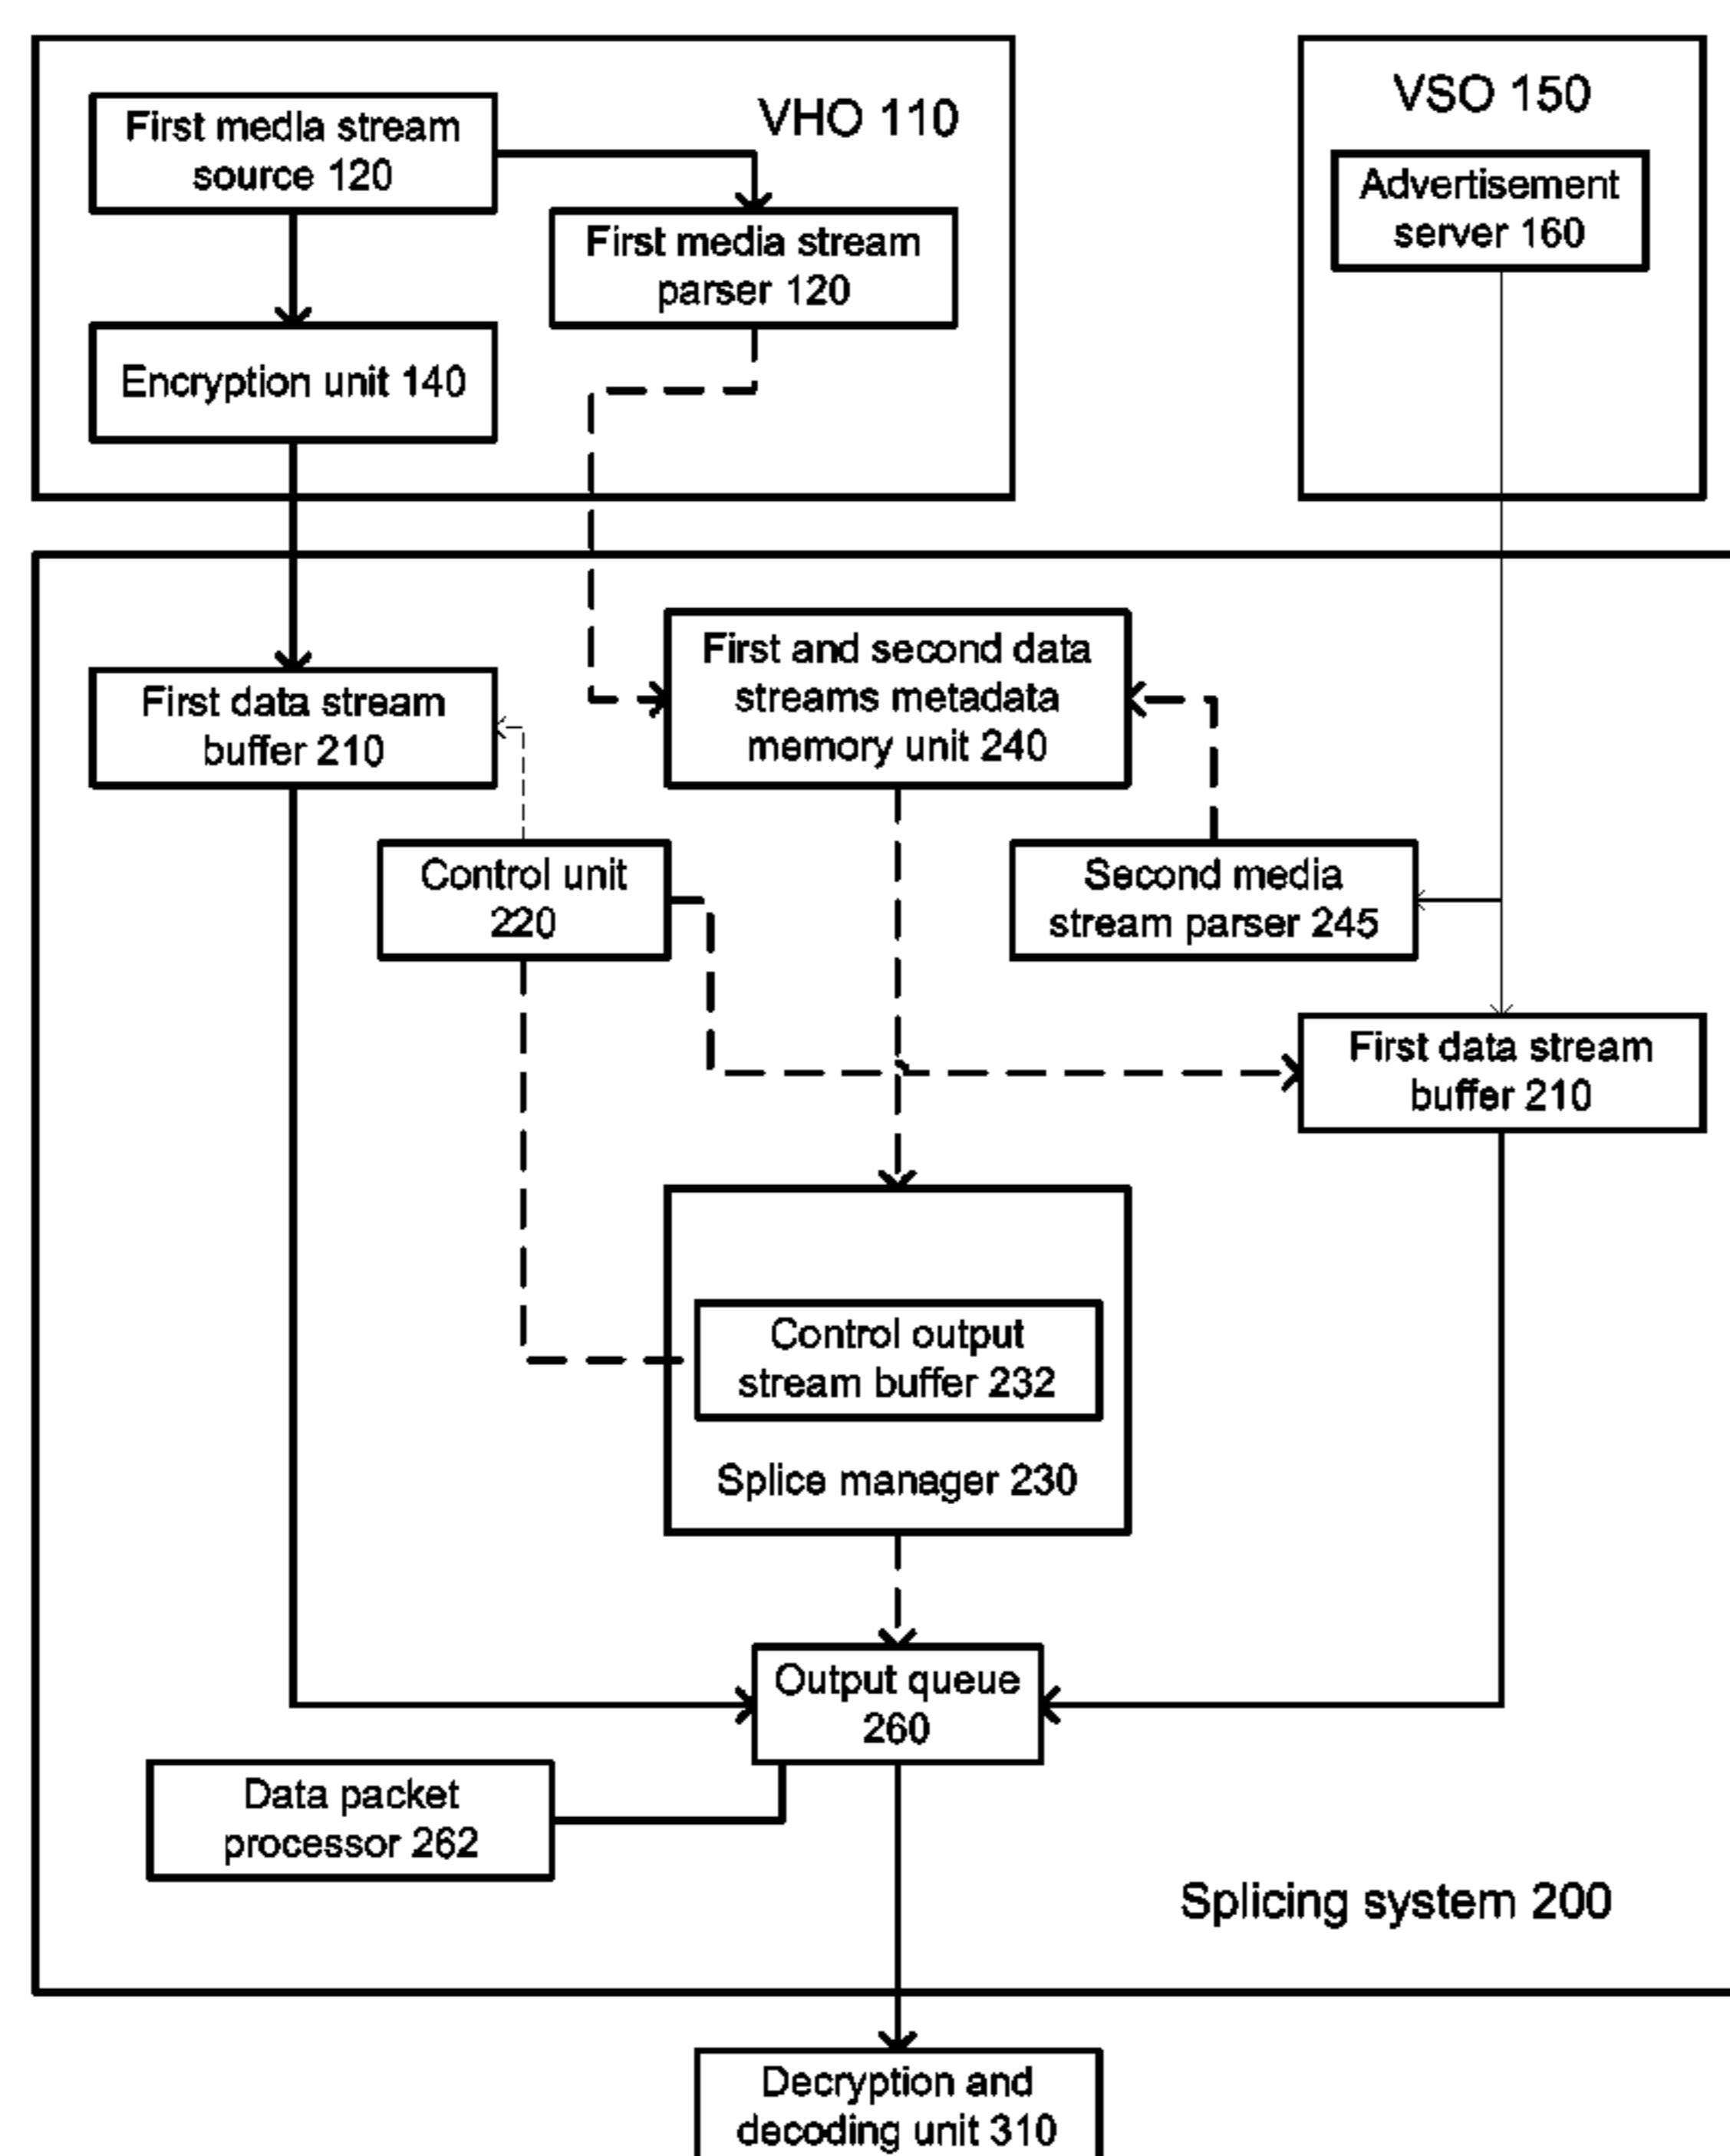 VHO 110
First media stream
source 120
First media stream
parser 120
Encryption unit 140
VSO 150
Advertisement
server 160
First data stream
buffer 210
First and second data
streams metadata
memory unit 240
Control unit
220
Second media
stream parser 245
First data stream
buffer 210
Control output
stream buffer 232
Splice manager 230
Output queue
260
Data packet
processor 262
Splicing system 200
Decryption and
decoding unit 310